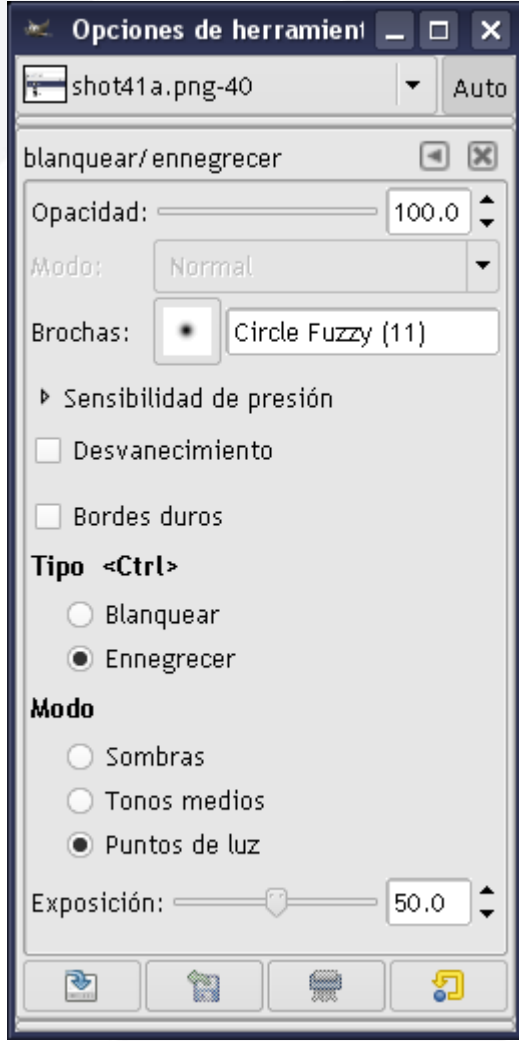 Opciones de herramient
shot41a.png-40 Auto
blanquear/ennegrecer
Opacidad: 100.0
Modo: Normal
Brochas: Circle Fuzzy (11)
Sensibilidad de presión
Desvanecimiento
Bordes duros
Tipo <Ctrl>
Blanquear
Ennegrecer
Modo
Sombras
Tonos medios
Puntos de luz
Exposición: 50.0